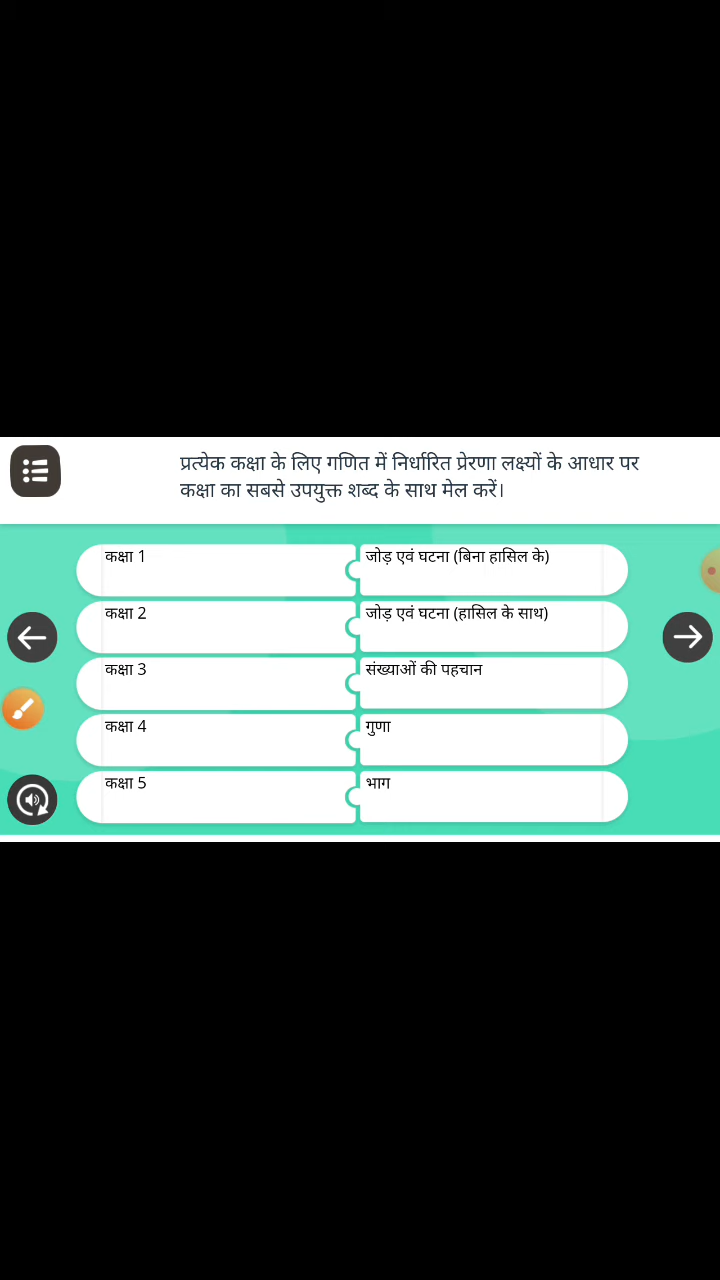 प्रत्येक कक्षा के लिए गणित में निर्धारित प्रेरणा लक्ष्यों के आधार पर
कक्षा का सबसे उपयुक्त शब्द के साथ मेल करें।
कक्षा 1
जोड़ एवं घटना (बिना हासिल के)
कक्षा 2
जोड़ एवं घटना (हासिल के साथ)
कक्षा 3
संख्याओं की पहचान
कक्षा 4
गुणा
कक्षा 5
भाग